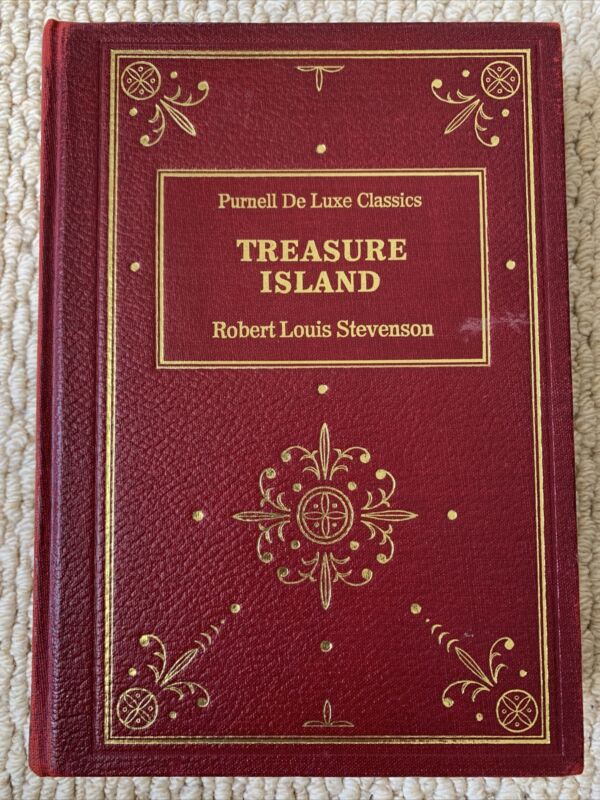 Purnell De Luxe Classics
TREASURE
ISLAND
Robert Louis Stevenson